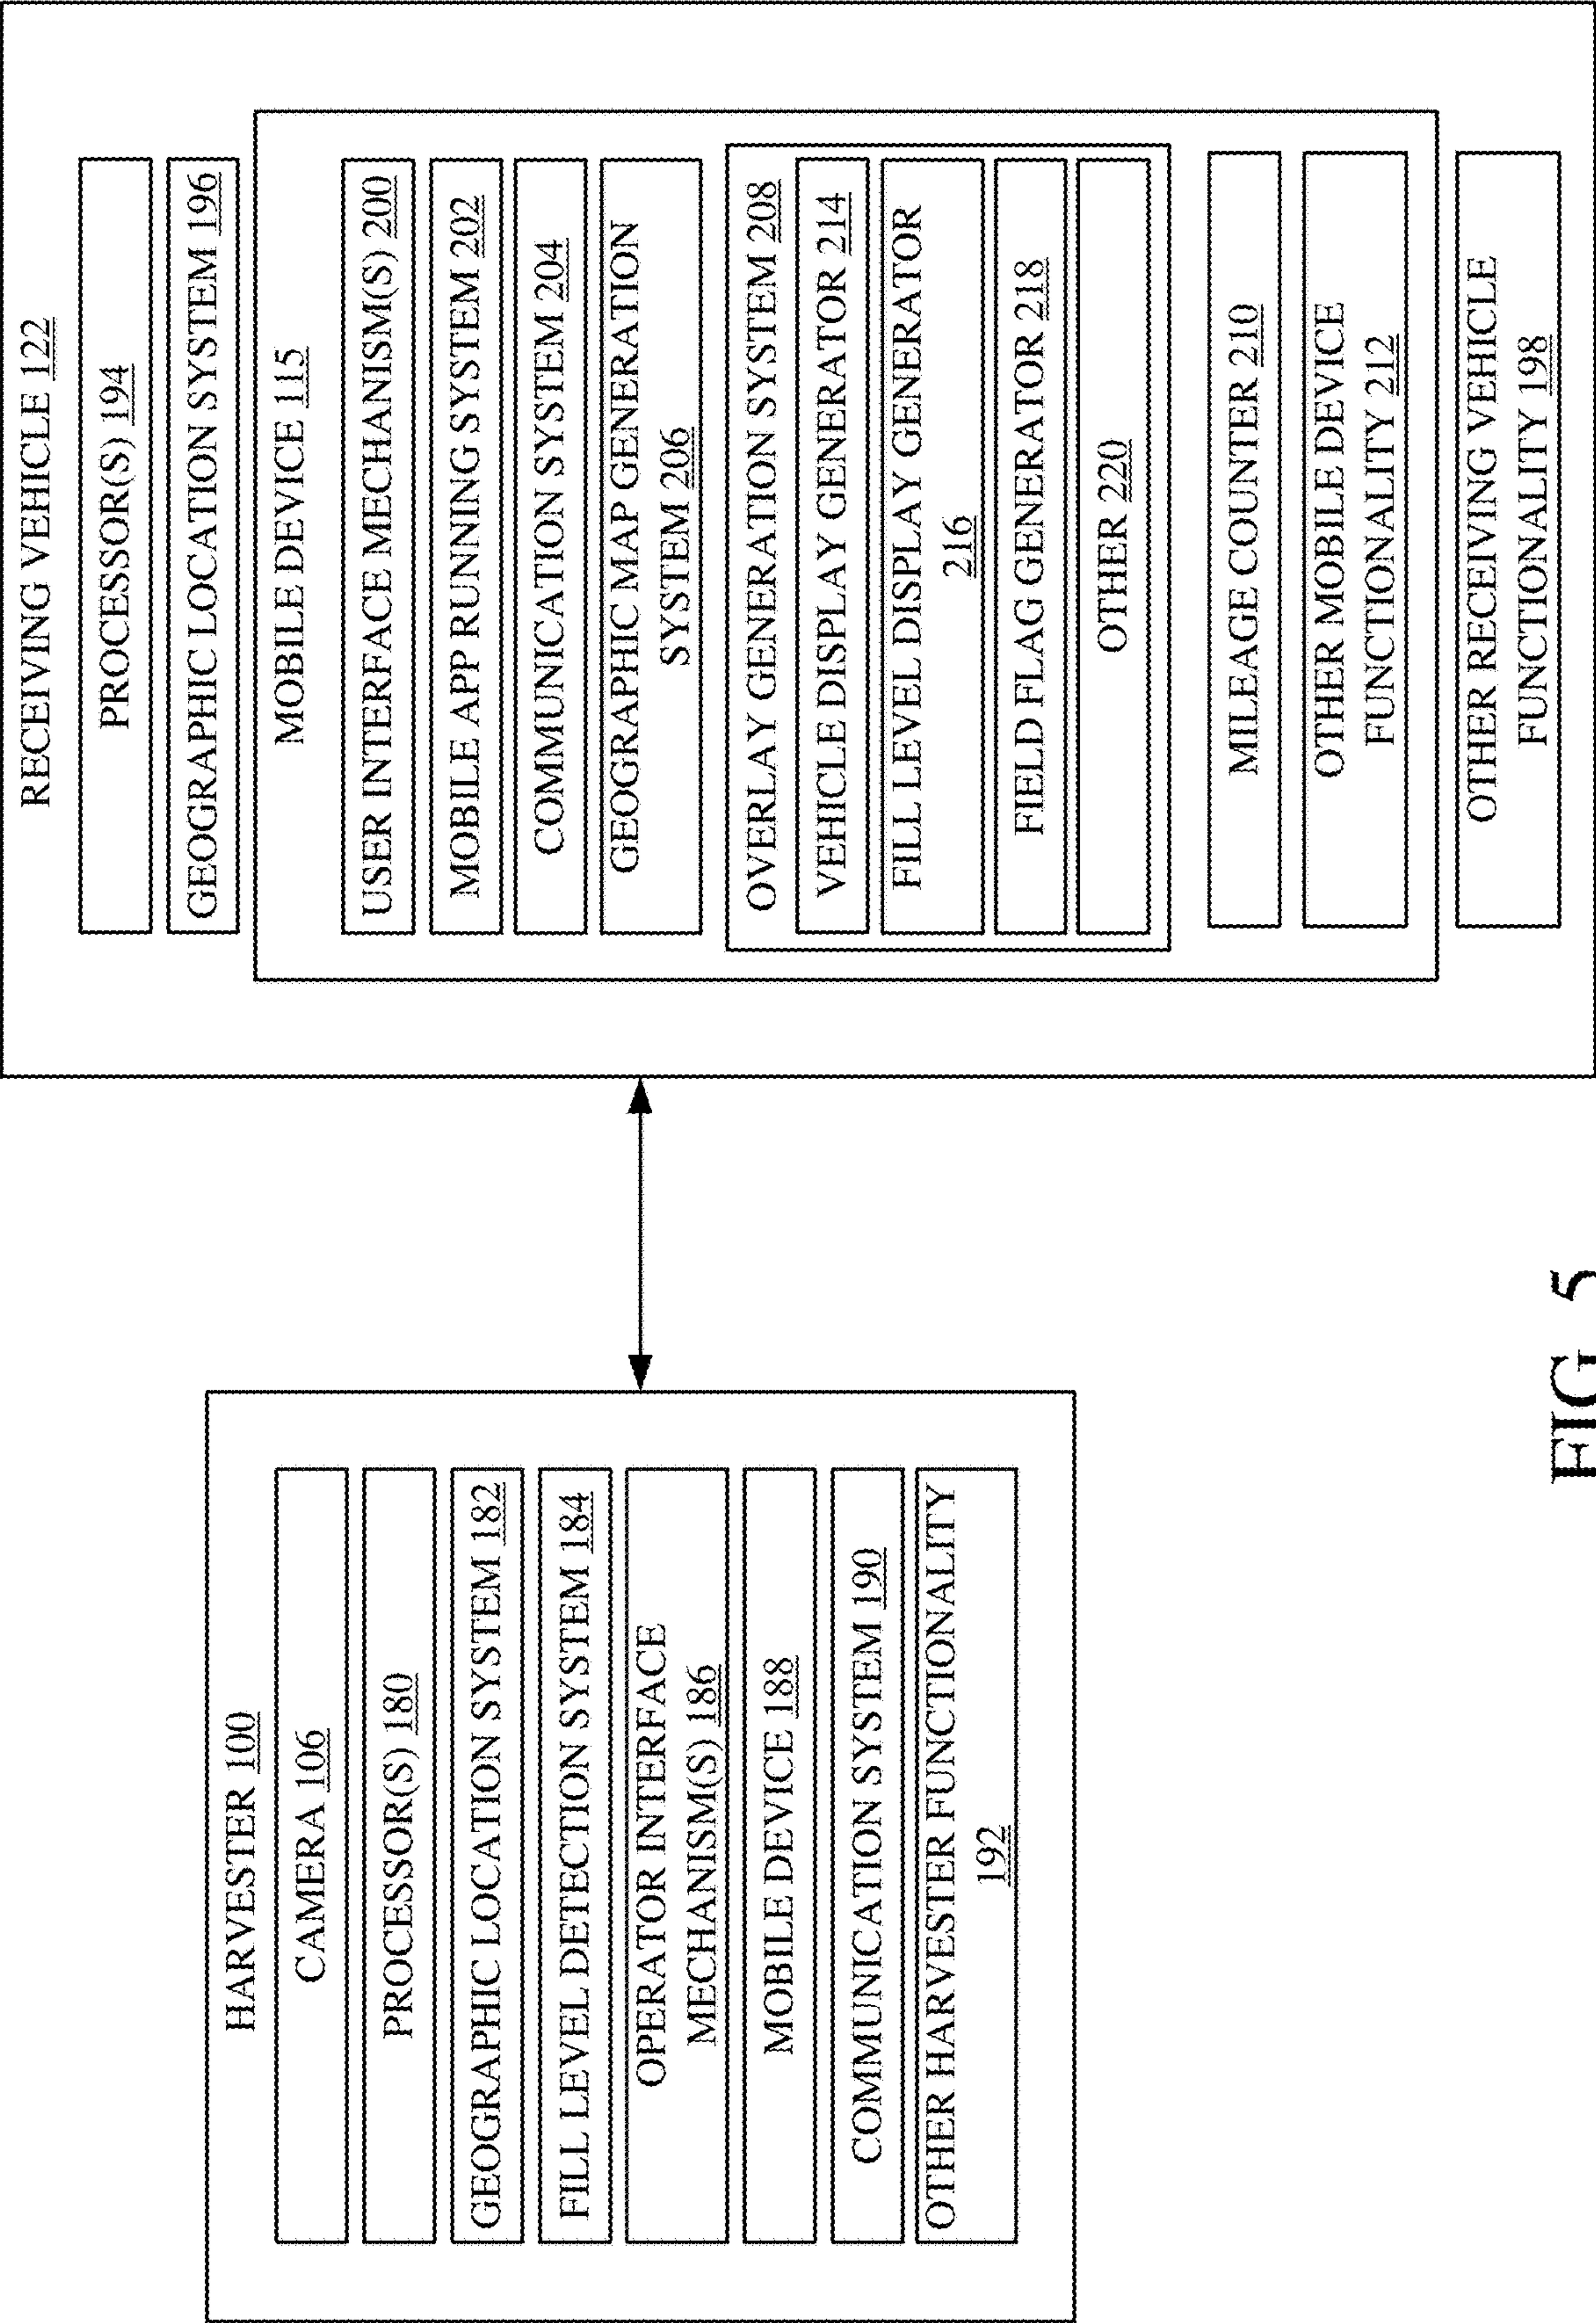 HARVESTER 100
CAMERA 106
PROCESSOR(S) 180
GEOGRAPHIC LOCATION SYSTEM 182
FILL LEVEL DETECTION SYSTEM 184
OPERATOR INTERFACE
MECHANISM(S) 186
MOBILE DEVICE 188
COMMUNICATION SYSTEM 190
OTHER HARVESTER FUNCTIONALITY
192
RECEIVING VEHICLE 122
PROCESSOR(S) 194
GEOGRAPHIC LOCATION SYSTEM 196
MOBILE DEVICE 115
USER INTERFACE MECHANISM(S) 200
MOBILE APP RUNNING SYSTEM 202
COMMUNICATION SYSTEM 204
GEOGRAPHIC MAP GENERATION
SYSTEM 206
OVERLAY GENERATION SYSTEM 208
VEHICLE DISPLAY GENERATOR 214
FILL LEVEL DISPLAY GENERATOR
216
FIELD FLAG GENERATOR 218
OTHER 220
MILEAGE COUNTER 210
OTHER MOBILE DEVICE
FUNCTIONALITY 212
OTHER RECEIVING VEHICLE
FUNCTIONALITY 198
FIG. 5